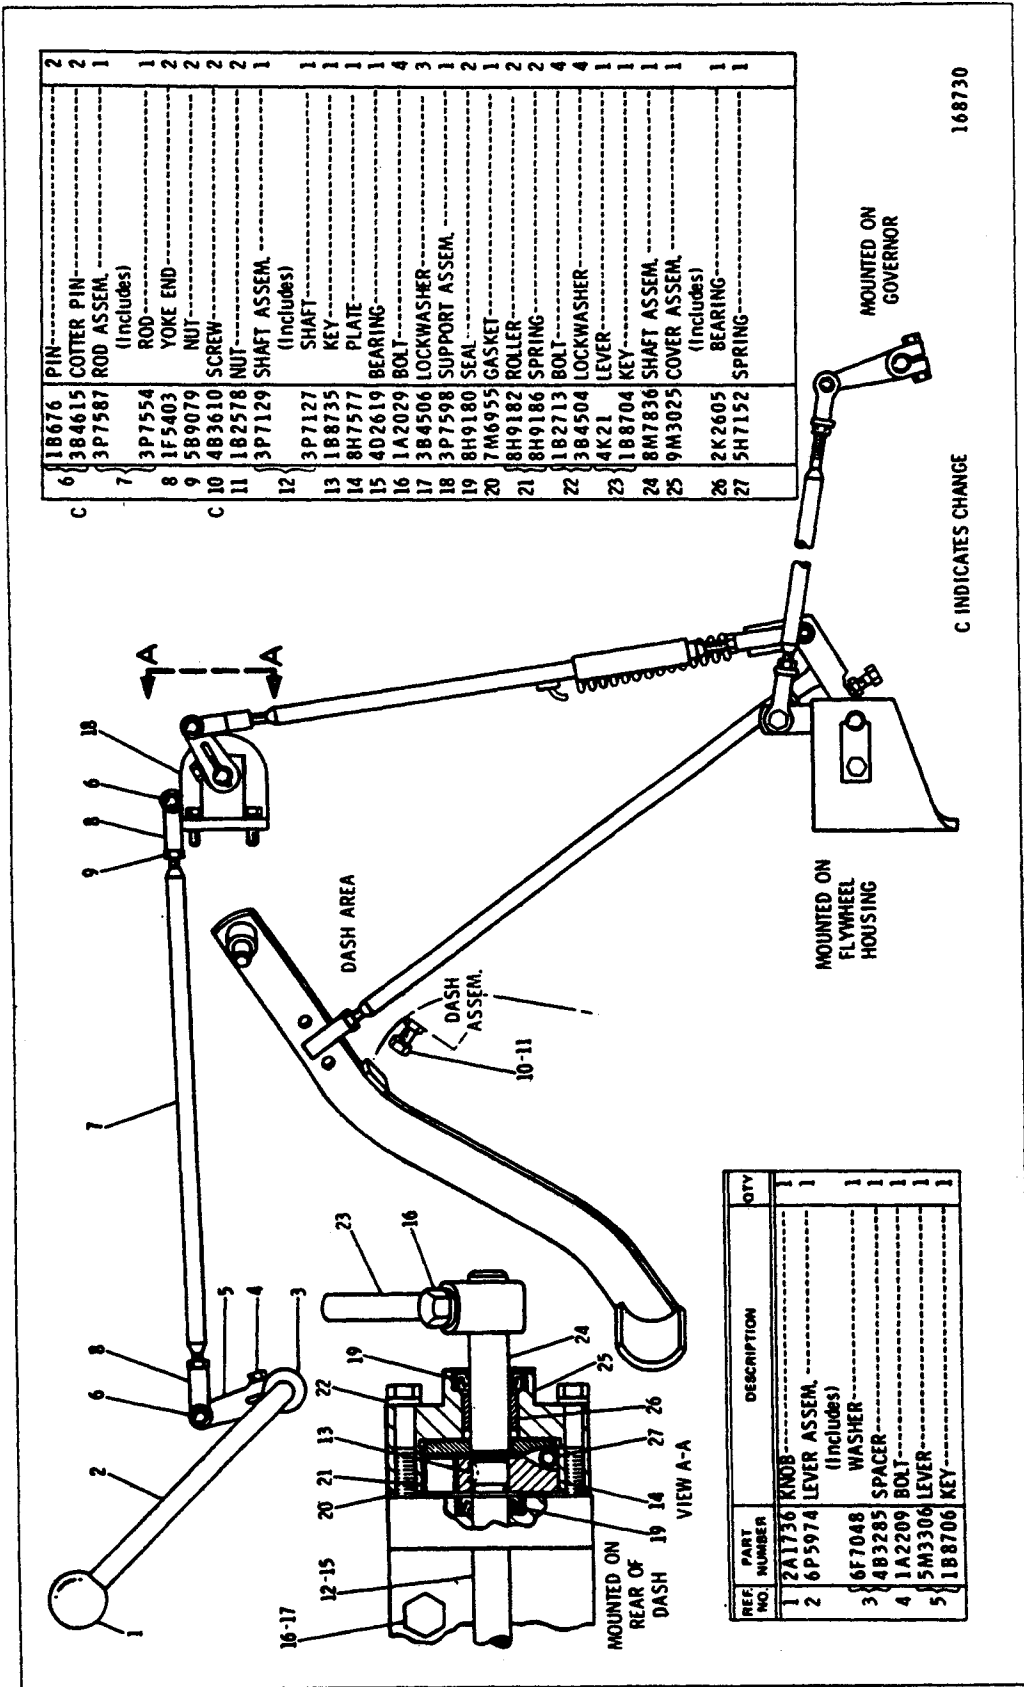 1
2
6
8
5
4
3
7
9
8
6
18
A
A
16-17
12-15
20
21
13
22
19
23
16
24
25
26
27
14
19
MOUNTED ON
REAR OF
DASH
VIEW A-A
DASH AREA
DASH
ASSEM.
10-11
MOUNTED ON
FLYWHEEL
HOUSING
MOUNTED ON
GOVERNOR
REF. NO. PART NUMBER DESCRIPTION QTY
1 2A1736 KNOB 1
2 6P5974 LEVER ASSEM. 1
(Includes)
6F7048 WASHER 1
3 4B3285 SPACER 1
4 1A2209 BOLT 1
5M3306 LEVER 1
5 1B8706 KEY 1
1B676 PIN 2
C 6 3B4615 COTTER PIN 2
3P7587 ROD ASSEM. 1
7 (Includes)
3P7554 ROD 1
8 1F5403 YOKE END 2
9 5B9079 NUT 2
C 10 4B3610 SCREW 2
11 1B2578 NUT 2
3P7129 SHAFT ASSEM. 1
12 (Includes)
3P7127 SHAFT 1
13 1B8735 KEY 1
14 8H7577 PLATE 1
15 4D2619 BEARING 1
16 1A2029 BOLT 4
17 3B4506 LOCKWASHER 3
18 3P7598 SUPPORT ASSEM. 1
19 8H9180 SEAL 2
20 7M6955 GASKET 1
8H9182 ROLLER 2
21 8H9186 SPRING 2
1B2713 BOLT 4
22 3B4504 LOCKWASHER 4
4K21 LEVER 1
23 1B8704 KEY 1
24 8M7836 SHAFT ASSEM. 1
25 9M3025 COVER ASSEM. 1
(Includes)
26 2K2605 BEARING 1
27 5H7152 SPRING 1
C INDICATES CHANGE
168730